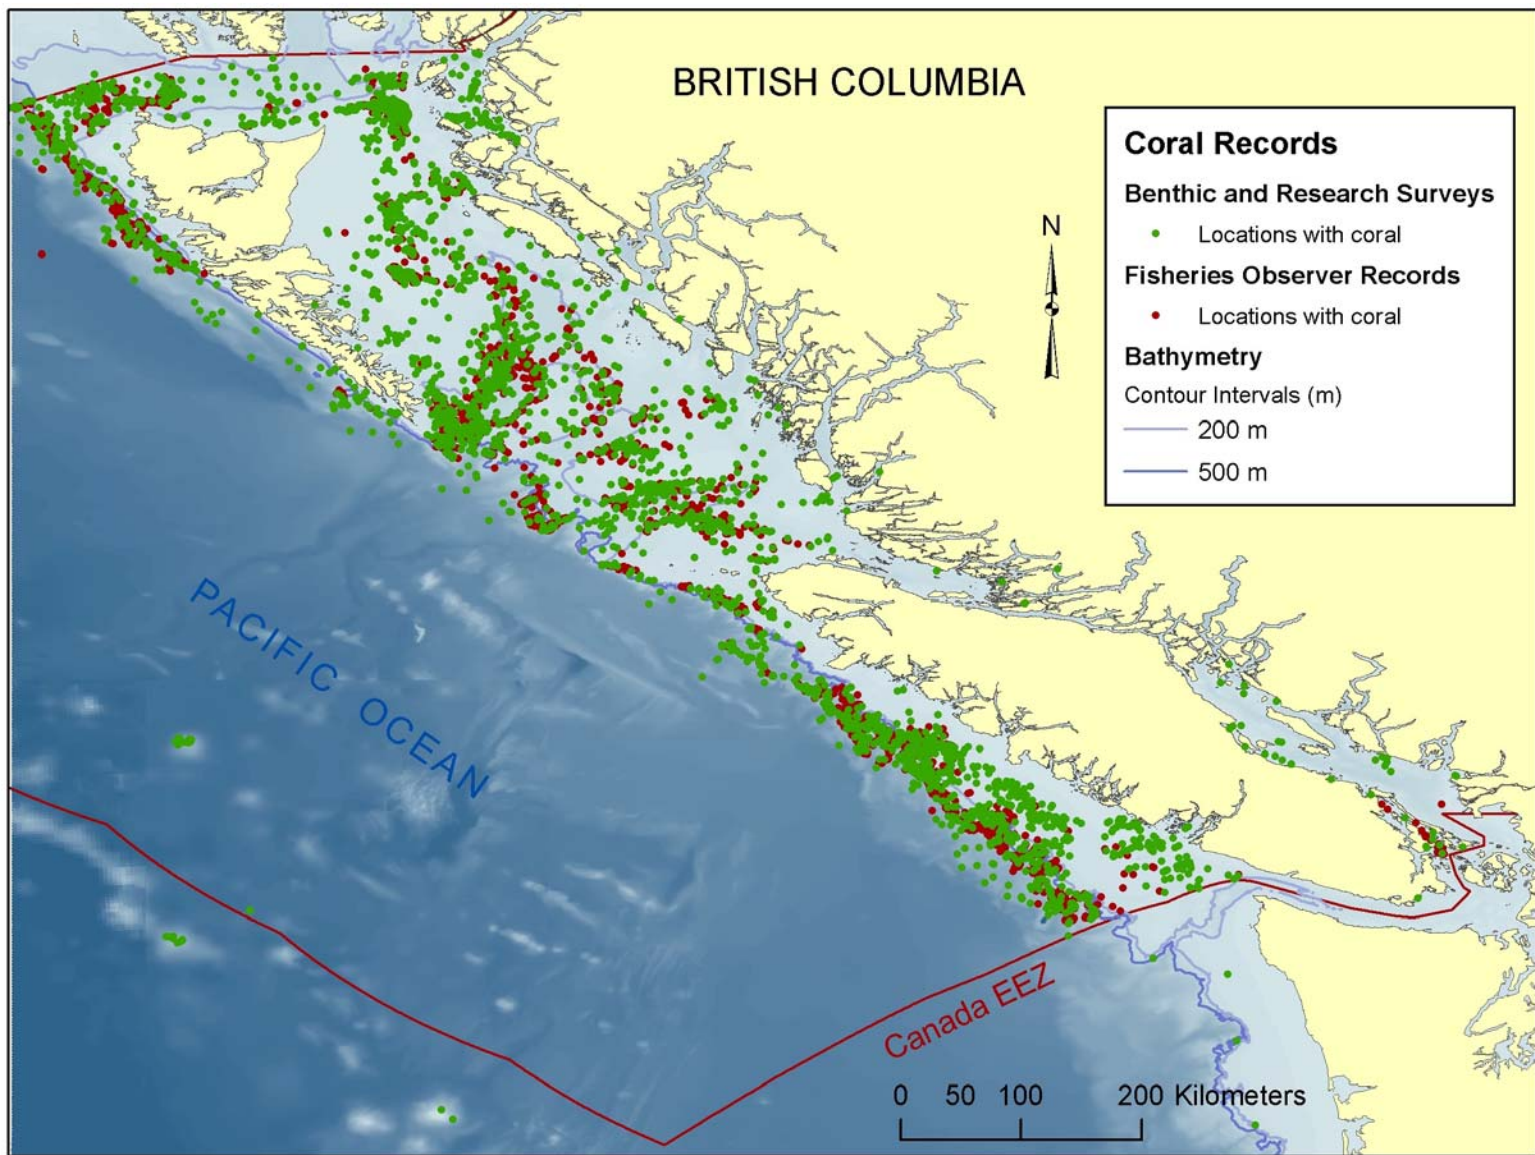 BRITISH COLUMBIA
Coral Records
Benthic and Research Surveys
Locations with coral
Fisheries Observer Records
Locations with coral
Bathymetry
Contour Intervals (m)
200 m
500 m
N
PACIFIC OCEAN
Canada EEZ
0 50 100 200 Kilometers